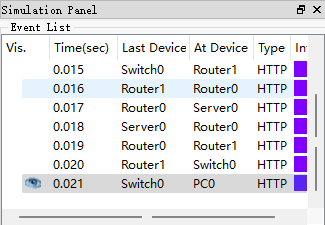 Simulation Panel
Event List
Vis. Time(sec) Last Device At Device Type
0.015 Switch0 Router1 HTTP
0.016 Router1 Router0 HTTP
0.017 Router0 Server0 HTTP
0.018 Server0 Router0 HTTP
0.019 Router0 Router1 HTTP
0.020 Router1 Switch0 HTTP
0.021 Switch0 PC0 HTTP